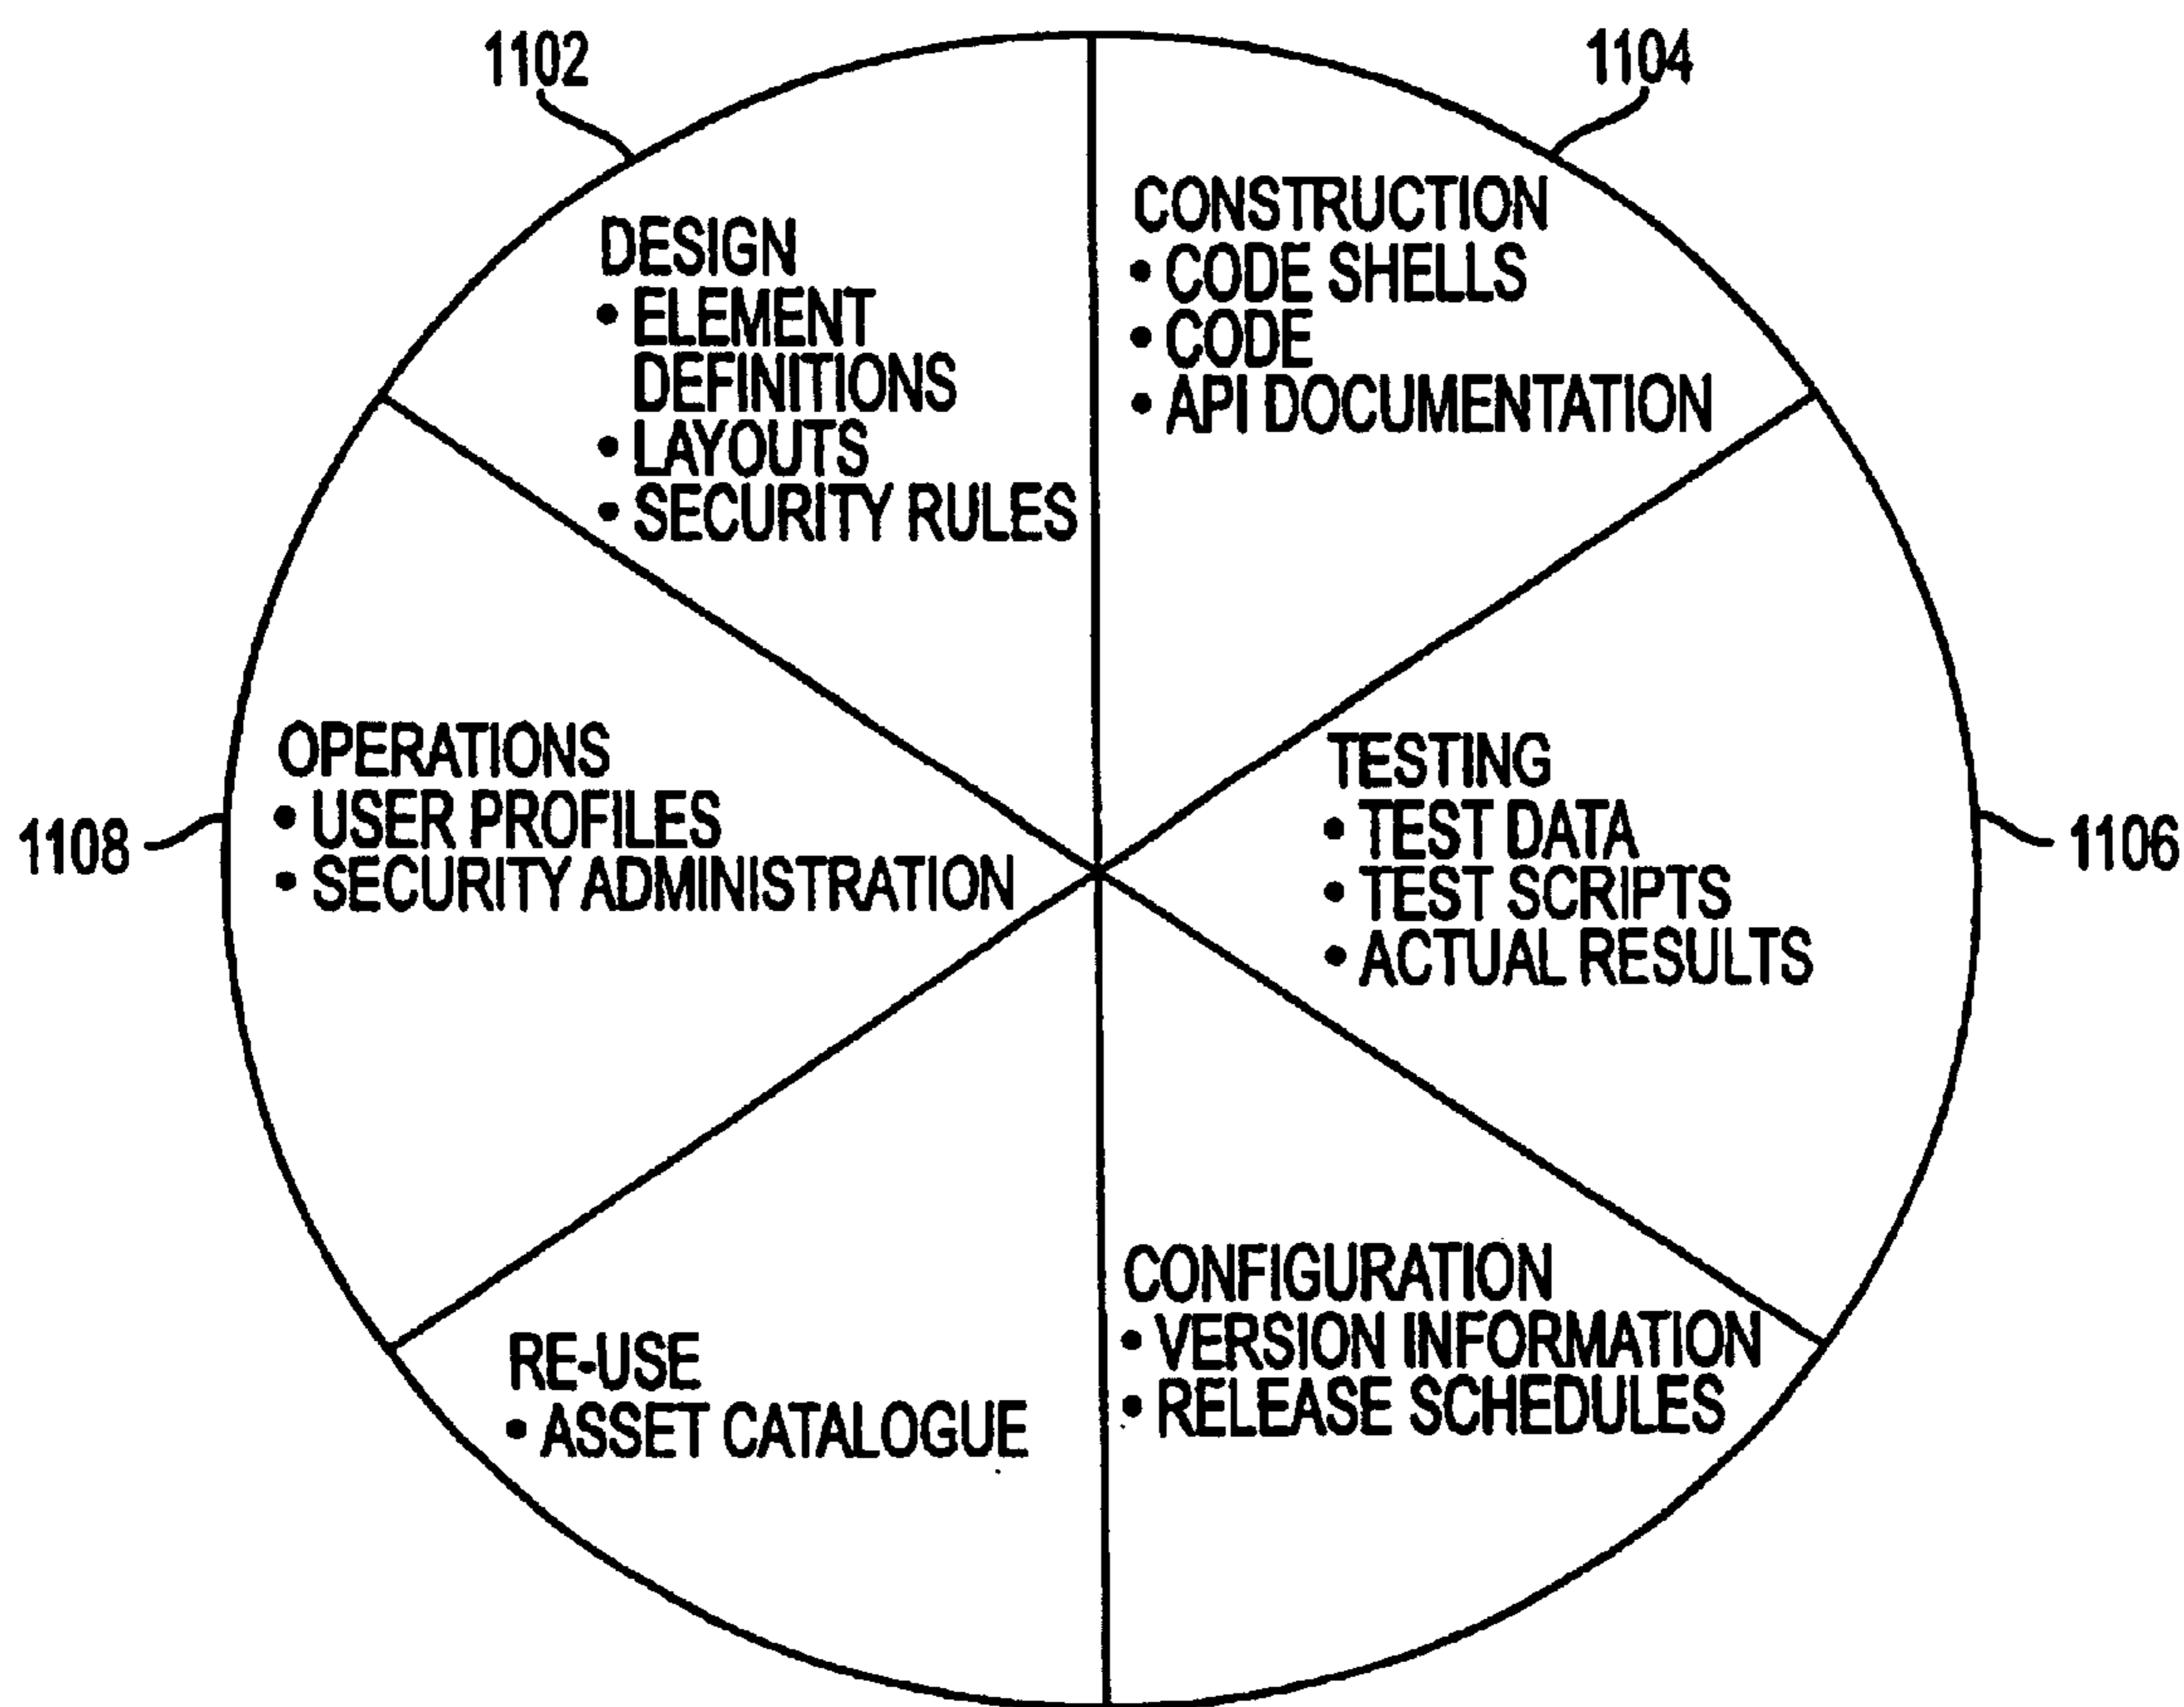 1102
1104
DESIGN
• ELEMENT
DEFINITIONS
• LAYOUTS
• SECURITY RULES
CONSTRUCTION
• CODE SHELLS
• CODE
• API DOCUMENTATION
OPERATIONS
• USER PROFILES
• SECURITY ADMINISTRATION
1108
TESTING
• TEST DATA
• TEST SCRIPTS
• ACTUAL RESULTS
1106
RE-USE
• ASSET CATALOGUE
CONFIGURATION
• VERSION INFORMATION
• RELEASE SCHEDULES